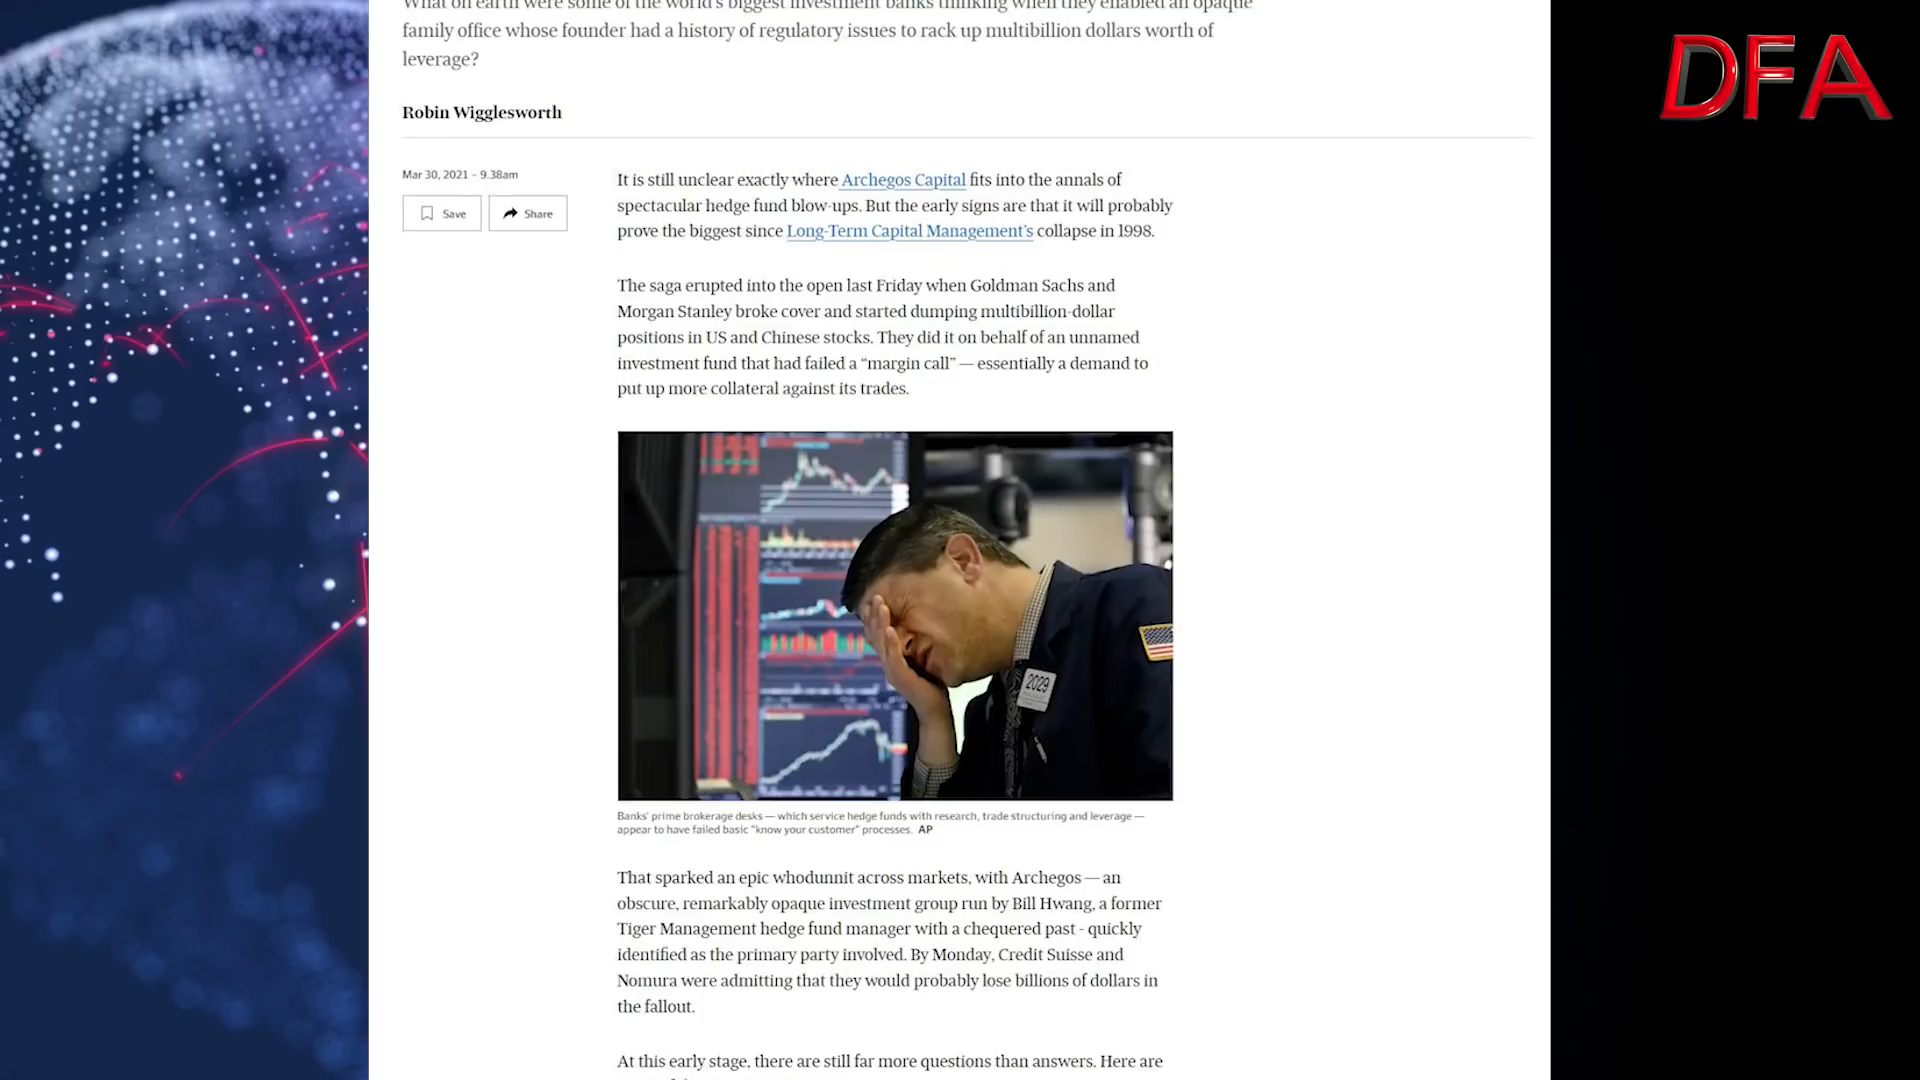 What on earth were some of the world's biggest investment banks thinking when they enabled an opaque
family office whose founder had a history of regulatory issues to rack up multibillion dollars worth of
leverage?
DFA
Robin Wigglesworth
Mar 30, 2021 – 9.38am
Save
Share
It is still unclear exactly where Archegos Capital fits into the annals of
spectacular hedge fund blow-ups. But the early signs are that it will probably
prove the biggest since Long-Term Capital Management's collapse in 1998.
The saga erupted into the open last Friday when Goldman Sachs and
Morgan Stanley broke cover and started dumping multibillion-dollar
positions in US and Chinese stocks. They did it on behalf of an unnamed
investment fund that had failed a “margin call” — essentially a demand to
put up more collateral against its trades.
2029
Banks' prime brokerage desks — which service hedge funds with research, trade structuring and leverage —
appear to have failed basic “know your customer” processes. AP
That sparked an epic whodunnit across markets, with Archegos — an
obscure, remarkably opaque investment group run by Bill Hwang, a former
Tiger Management hedge fund manager with a chequered past - quickly
identified as the primary party involved. By Monday, Credit Suisse and
Nomura were admitting that they would probably lose billions of dollars in
the fallout.
At this early stage, there are still far more questions than answers. Here are